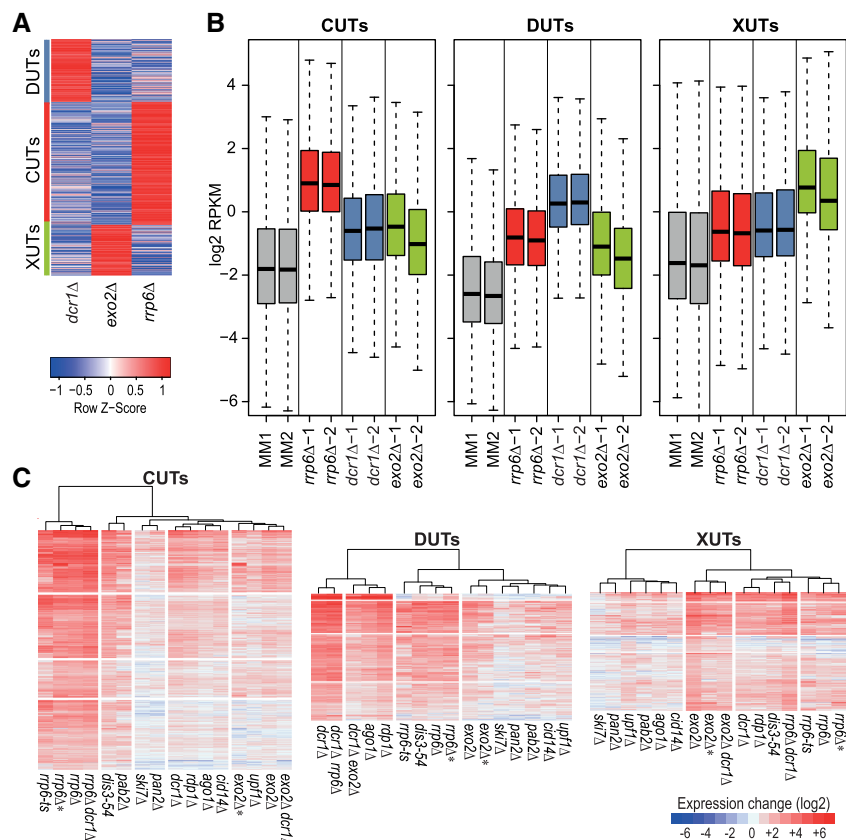 A
DUTs
CUTs
XUTs
dcr1Δ
exo2Δ
rrp6Δ
−1 −0.5 0 0.5 1
Row Z-Score
B
CUTs
DUTs
XUTs
log2 RPKM
4
2
0
−2
−4
−6
MM1
MM2
rrp6Δ−1
rrp6Δ−2
dcr1Δ−1
dcr1Δ−2
exo2Δ−1
exo2Δ−2
MM1
MM2
rrp6Δ−1
rrp6Δ−2
dcr1Δ−1
dcr1Δ−2
exo2Δ−1
exo2Δ−2
MM1
MM2
rrp6Δ−1
rrp6Δ−2
dcr1Δ−1
dcr1Δ−2
exo2Δ−1
exo2Δ−2
C
CUTs
rrp6-ts
rrp6Δ*
rrp6Δ
rrp6Δ dcr1Δ
dis3-54
pab2Δ
ski7Δ
pan2Δ
dcr1Δ
rdp1Δ
ago1Δ
cid14Δ
exo2Δ*
upf1Δ
exo2Δ
exo2Δ dcr1Δ
DUTs
dcr1Δ
dcr1Δ rrp6Δ
dcr1Δ exo2Δ
ago1Δ
rdp1Δ
rrp6-ts
dis3-54
rrp6Δ
rrp6Δ*
exo2Δ
exo2Δ*
ski7Δ
pan2Δ
pab2Δ
cid14Δ
upf1Δ
XUTs
ski7Δ
pan2Δ
upf1Δ
pab2Δ
ago1Δ
cid14Δ
exo2Δ
exo2Δ*
exo2Δ dcr1Δ
dcr1Δ
rdp1Δ
dis3-54
rrp6Δ dcr1Δ
rrp6-ts
rrp6Δ
rrp6Δ*
Expression change (log2)
-6 -4 -2 0 +2 +4 +6